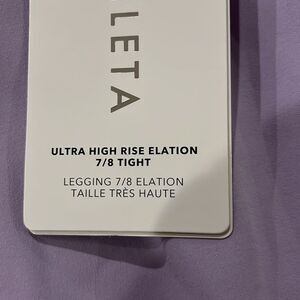 LETA
ULTRA HIGH RISE ELATION
7/8 TIGHT
LEGGING 7/8 ELATION
TAILLE TRÈS HAUTE